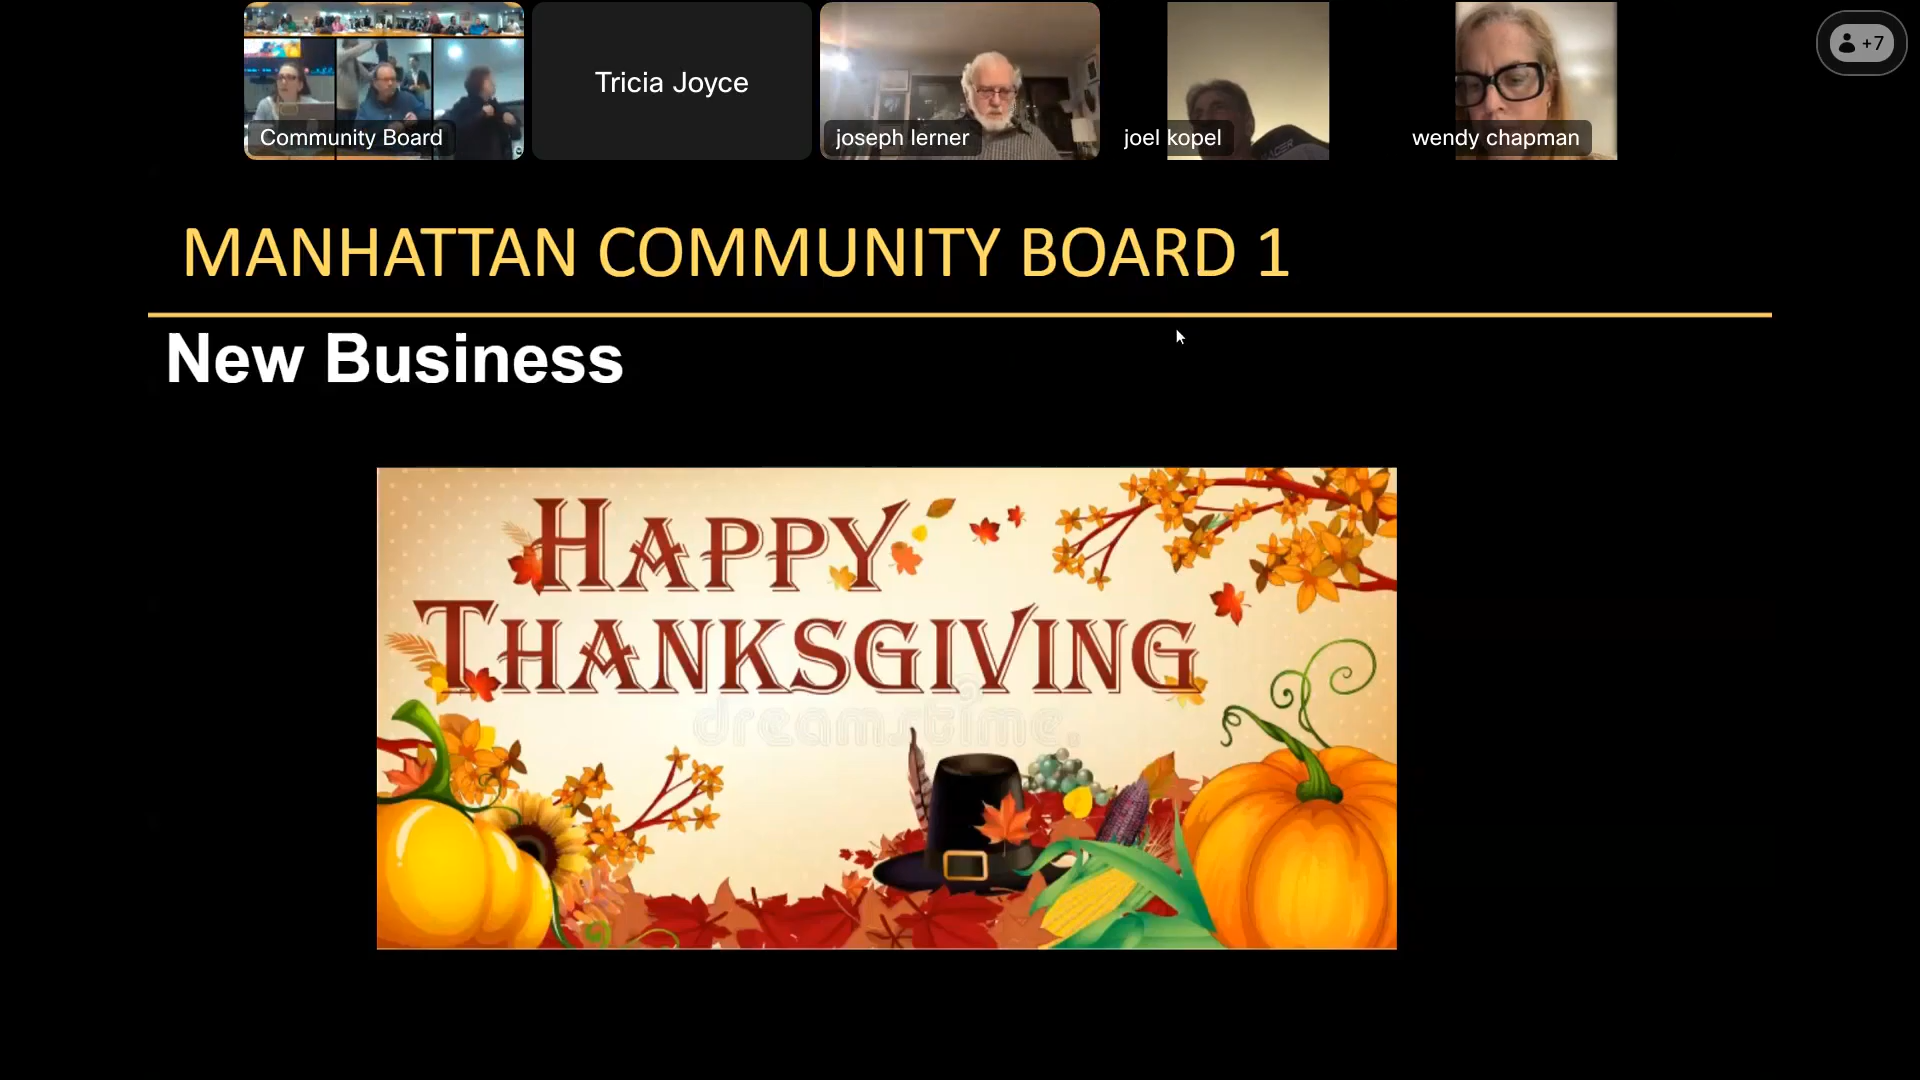 Community Board
Tricia Joyce
joseph lerner
joel kopel
wendy chapman
+7
MANHATTAN COMMUNITY BOARD 1
New Business
HAPPY
THANKSGIVING
dreamstime.